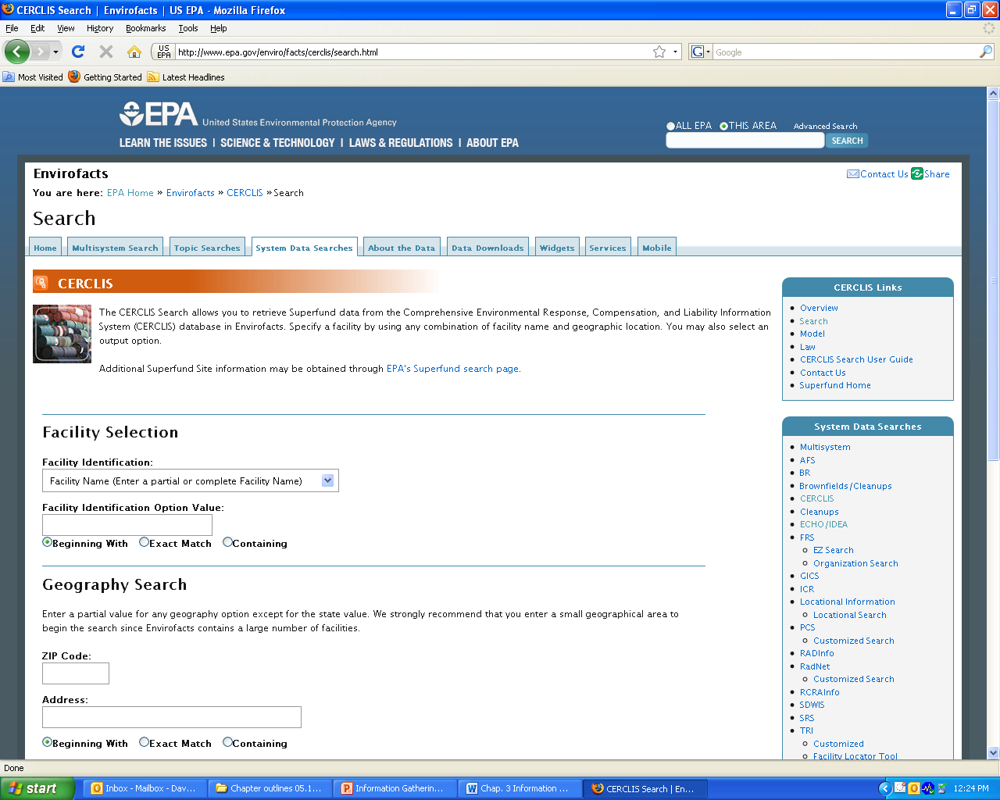 CERCLIS Search | Envirofacts | US EPA - Mozilla Firefox
File Edit View History Bookmarks Tools Help
US EPA http://www.epa.gov/enviro/facts/cerclis/search.html
G Google
Most Visited Getting Started Latest Headlines
EPA United States Environmental Protection Agency
ALL EPA THIS AREA Advanced Search
SEARCH
LEARN THE ISSUES | SCIENCE & TECHNOLOGY | LAWS & REGULATIONS | ABOUT EPA
Envirofacts
Contact Us Share
You are here: EPA Home » Envirofacts » CERCLIS » Search
Search
Home Multisystem Search Topic Searches System Data Searches About the Data Data Downloads Widgets Services Mobile
CERCLIS
The CERCLIS Search allows you to retrieve Superfund data from the Comprehensive Environmental Response, Compensation, and Liability Information
System (CERCLIS) database in Envirofacts. Specify a facility by using any combination of facility name and geographic location. You may also select an
output option.
Additional Superfund Site information may be obtained through EPA's Superfund search page.
Facility Selection
Facility Identification:
Facility Name (Enter a partial or complete Facility Name)
Facility Identification Option Value:
Beginning With Exact Match Containing
Geography Search
Enter a partial value for any geography option except for the state value. We strongly recommend that you enter a small geographical area to
begin the search since Envirofacts contains a large number of facilities.
ZIP Code:
Address:
Beginning With Exact Match Containing
CERCLIS Links
Overview
Search
Model
Law
CERCLIS Search User Guide
Contact Us
Superfund Home
System Data Searches
Multisystem
AFS
BR
Brownfields/Cleanups
CERCLIS
Cleanups
ECHO/IDEA
FRS
EZ Search
Organization Search
GICS
ICR
Locational Information
Locational Search
PCS
Customized Search
RADInfo
RadNet
Customized Search
RCRAInfo
SDWIS
SRS
TRI
Customized
Facility Locator Tool
Done
start Inbox - Mailbox - Dav... Chapter outlines 05.1... Information Gatherin... Chap. 3 Information ... CERCLIS Search | En... 12:24 PM